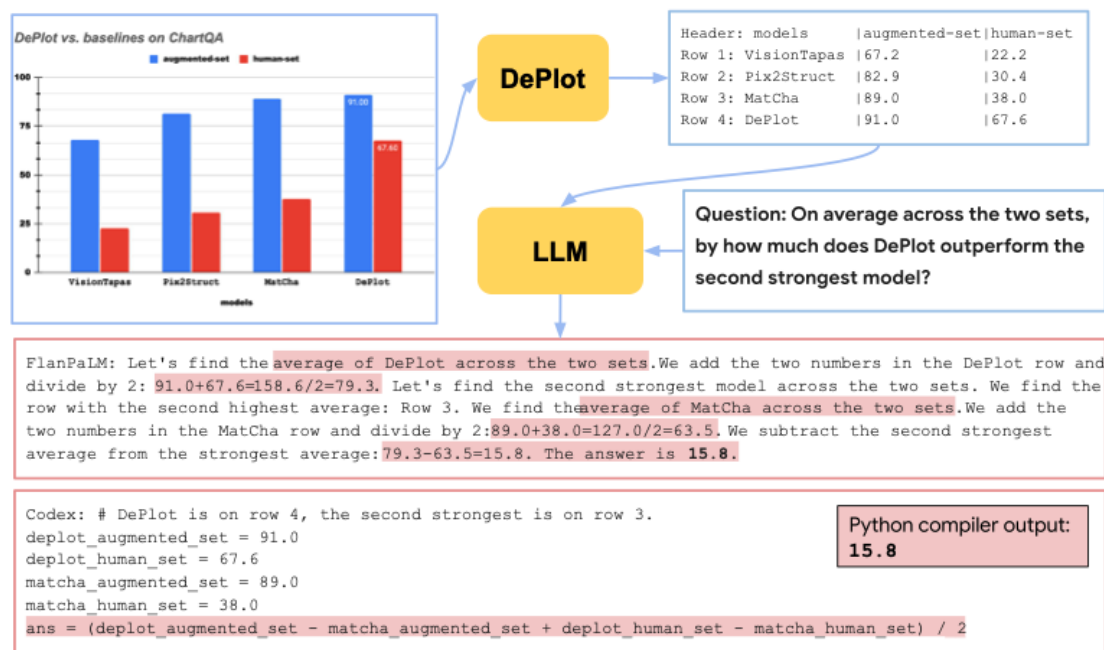 DePlot vs. baselines on ChartQA
augmented-set human-set
100
75
50
25
0
91.00
67.60
VisionTapas Pix2Struct MatCha DePlot
models
DePlot
Header: models |augmented-set|human-set
Row 1: VisionTapas |67.2 |22.2
Row 2: Pix2Struct |82.9 |30.4
Row 3: MatCha |89.0 |38.0
Row 4: DePlot |91.0 |67.6
LLM
Question: On average across the two sets,
by how much does DePlot outperform the
second strongest model?
FlanPaLM: Let's find the average of DePlot across the two sets.We add the two numbers in the DePlot row and
divide by 2: 91.0+67.6=158.6/2=79.3. Let's find the second strongest model across the two sets. We find the
row with the second highest average: Row 3. We find the average of MatCha across the two sets.We add the
two numbers in the MatCha row and divide by 2:89.0+38.0=127.0/2=63.5. We subtract the second strongest
average from the strongest average:79.3-63.5=15.8. The answer is 15.8.
Codex: # DePlot is on row 4, the second strongest is on row 3.
deplot_augmented_set = 91.0
deplot_human_set = 67.6
matcha_augmented_set = 89.0
matcha_human_set = 38.0
ans = (deplot_augmented_set - matcha_augmented_set + deplot_human_set - matcha_human_set) / 2
Python compiler output:
15.8